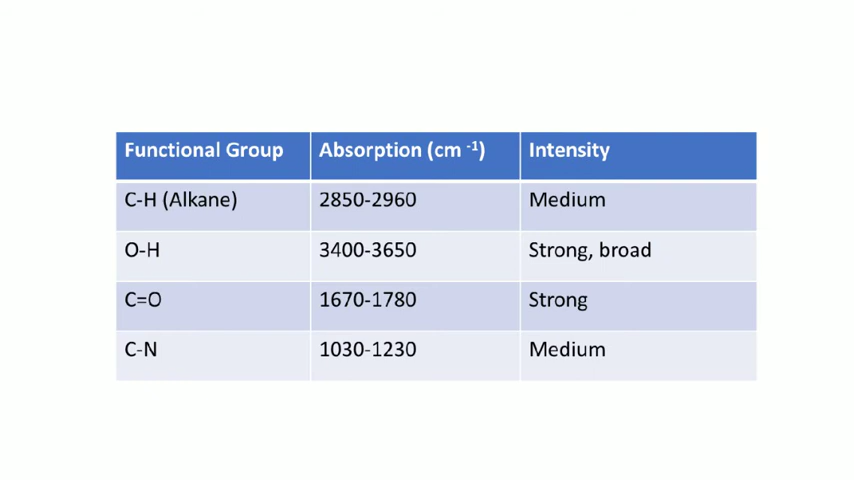 Functional Group Absorption (cm -1) Intensity
C-H (Alkane) 2850-2960 Medium
O-H 3400-3650 Strong, broad
C=O 1670-1780 Strong
C-N 1030-1230 Medium